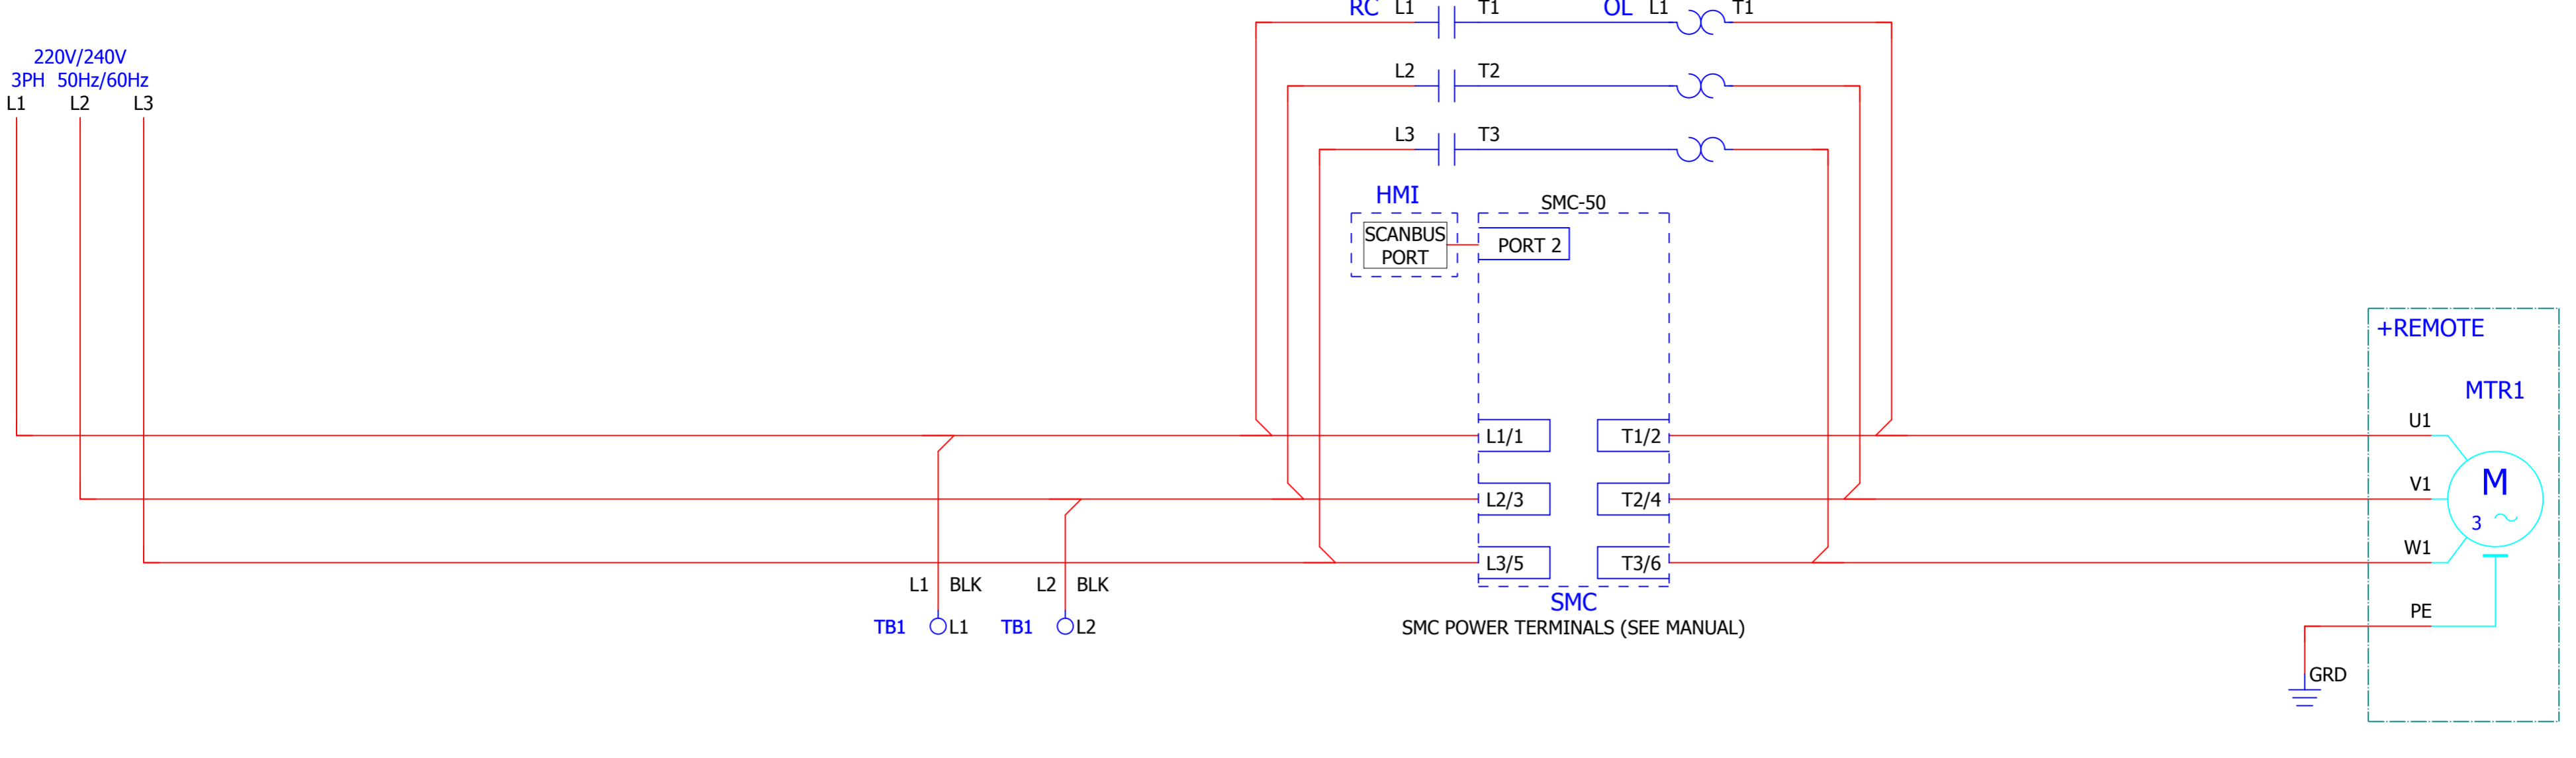 RC L1 T1 OL L1 T1
220V/240V
3PH 50Hz/60Hz
L1 L2 L3
L2 T2
L3 T3
HMI
SMC-50
SCANBUS
PORT
PORT 2
+REMOTE
MTR1
U1
L1/1 T1/2
V1
M
3
L2/3 T2/4
W1
L3/5 T3/6
L1 BLK L2 BLK
SMC
PE
TB1 L1 TB1 L2
SMC POWER TERMINALS (SEE MANUAL)
GRD